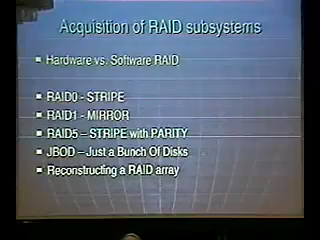 Acquisition of RAID subsystems
Hardware vs. Software RAID
RAID0 - STRIPE
RAID1 - MIRROR
RAID5 – STRIPE with PARITY
JBOD – Just a Bunch Of Disks
Reconstructing a RAID array